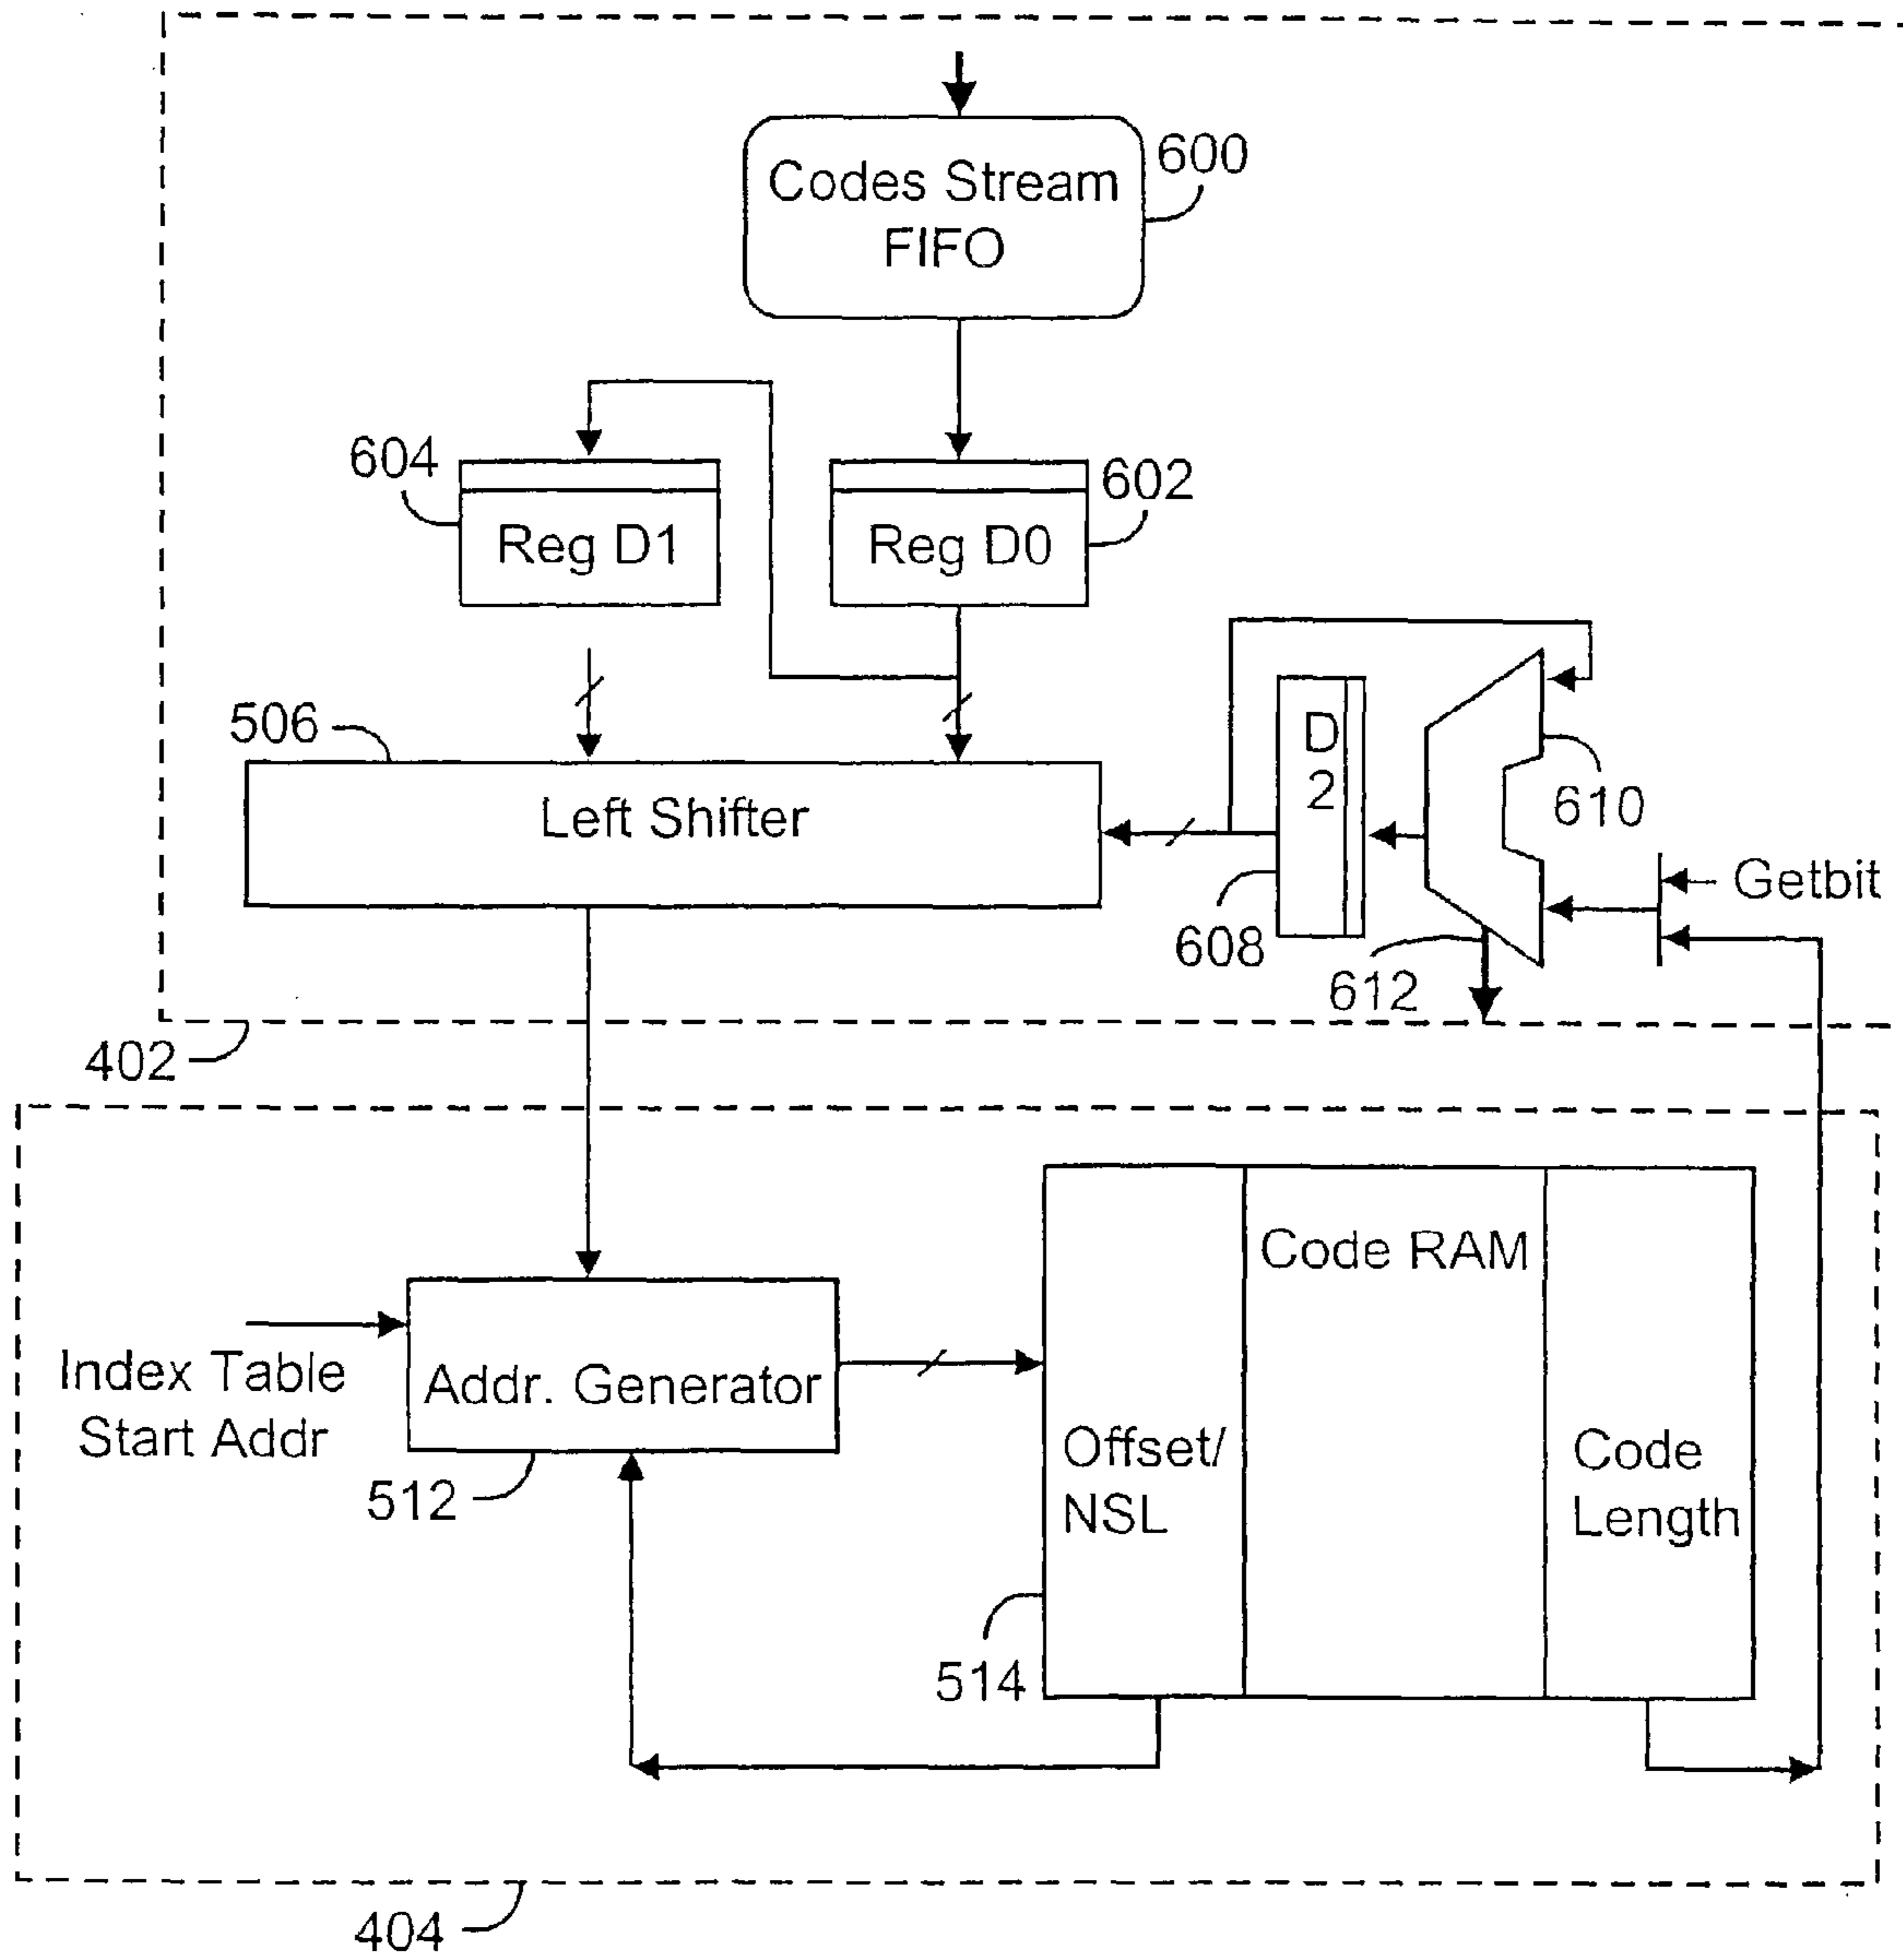 Codes Stream
FIFO
600
604
Reg D1
602
Reg D0
506
Left Shifter
D
2
610
608
612
Getbit
402
Index Table
Start Addr
Addr. Generator
512
Code RAM
Offset/
NSL
Code
Length
514
404